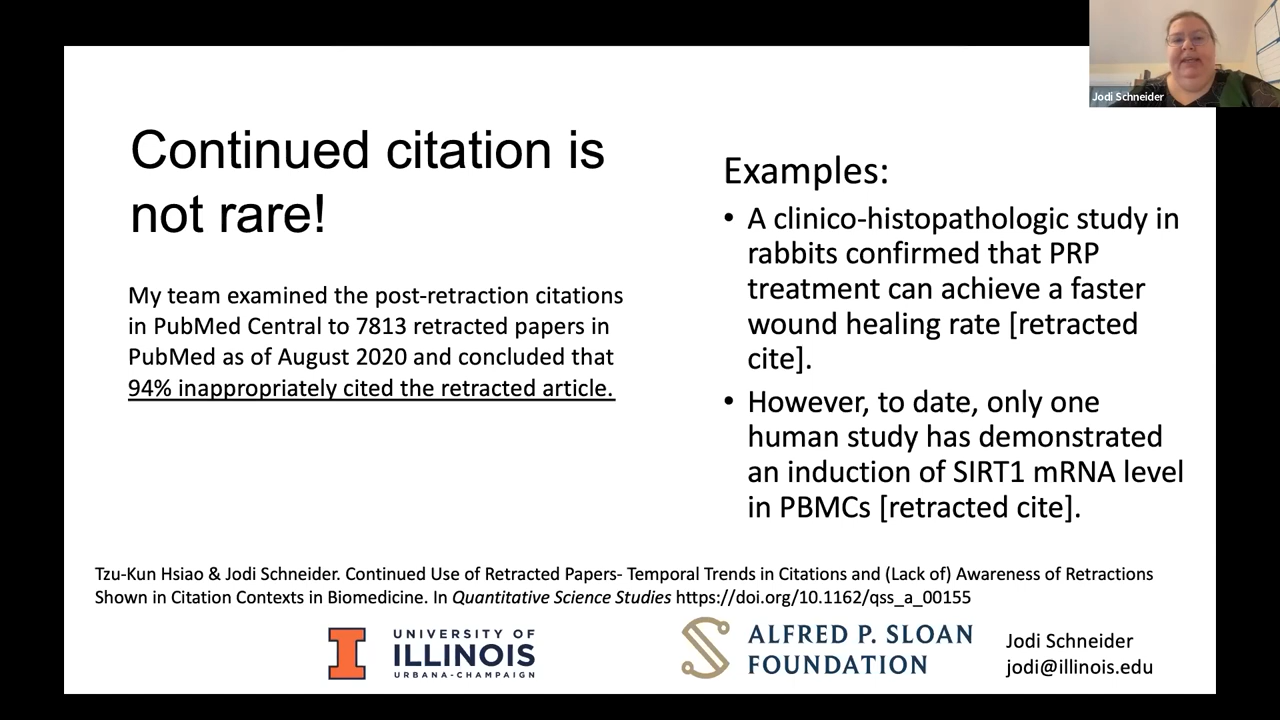 Jodi Schneider
Continued citation is
not rare!
My team examined the post-retraction citations
in PubMed Central to 7813 retracted papers in
PubMed as of August 2020 and concluded that
94% inappropriately cited the retracted article.
Examples:
• A clinico-histopathologic study in
rabbits confirmed that PRP
treatment can achieve a faster
wound healing rate [retracted
cite].
• However, to date, only one
human study has demonstrated
an induction of SIRT1 mRNA level
in PBMCs [retracted cite].
Tzu-Kun Hsiao & Jodi Schneider. Continued Use of Retracted Papers- Temporal Trends in Citations and (Lack of) Awareness of Retractions
Shown in Citation Contexts in Biomedicine. In Quantitative Science Studies https://doi.org/10.1162/qss_a_00155
UNIVERSITY OF
ILLINOIS
URBANA-CHAMPAIGN
ALFRED P. SLOAN
FOUNDATION
Jodi Schneider
jodi@illinois.edu